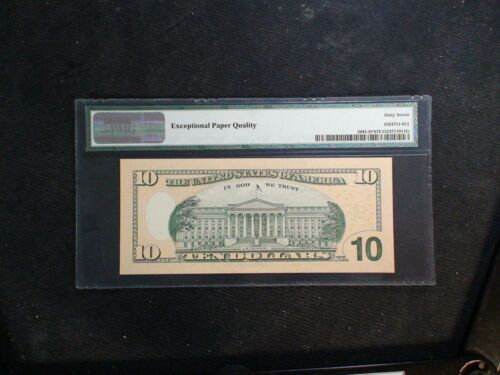 PMG
Exceptional Paper Quality
Sixty Seven
10
THE UNITED STATES OF AMERICA
10
IN GOD WE TRUST
10
TEN DOLLARS
10